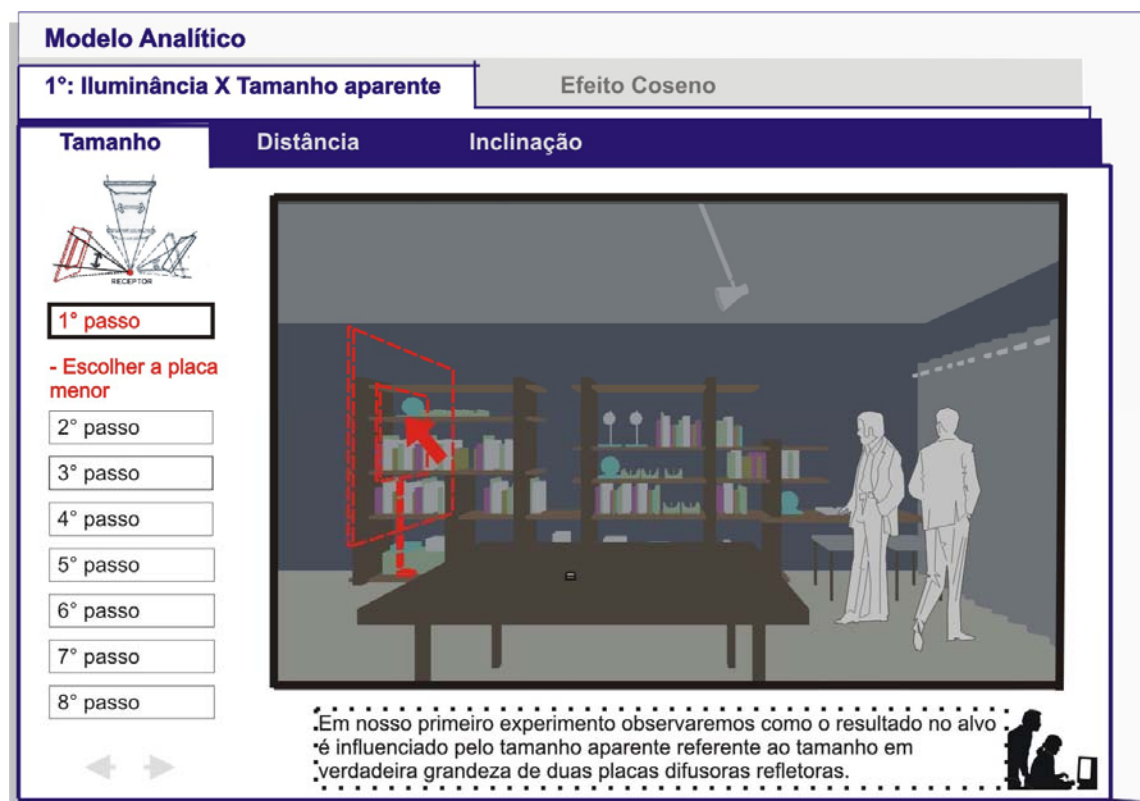 Modelo Analítico
1°: Iluminância X Tamanho aparente
Efeito Coseno
Tamanho
Distância
Inclinação
RECEPTOR
1° passo
- Escolher a placa
menor
2° passo
3° passo
4° passo
5° passo
6° passo
7° passo
8° passo
Em nosso primeiro experimento observaremos como o resultado no alvo
é influenciado pelo tamanho aparente referente ao tamanho em
verdadeira grandeza de duas placas difusoras refletoras.